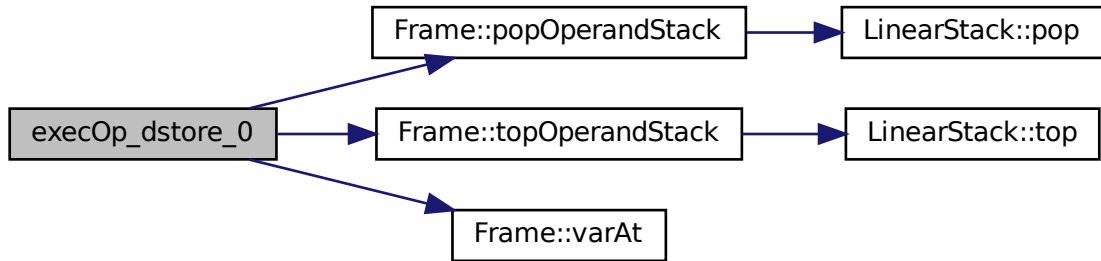 Frame::popOperandStack
LinearStack::pop
execOp_dstore_0
Frame::topOperandStack
LinearStack::top
Frame::varAt